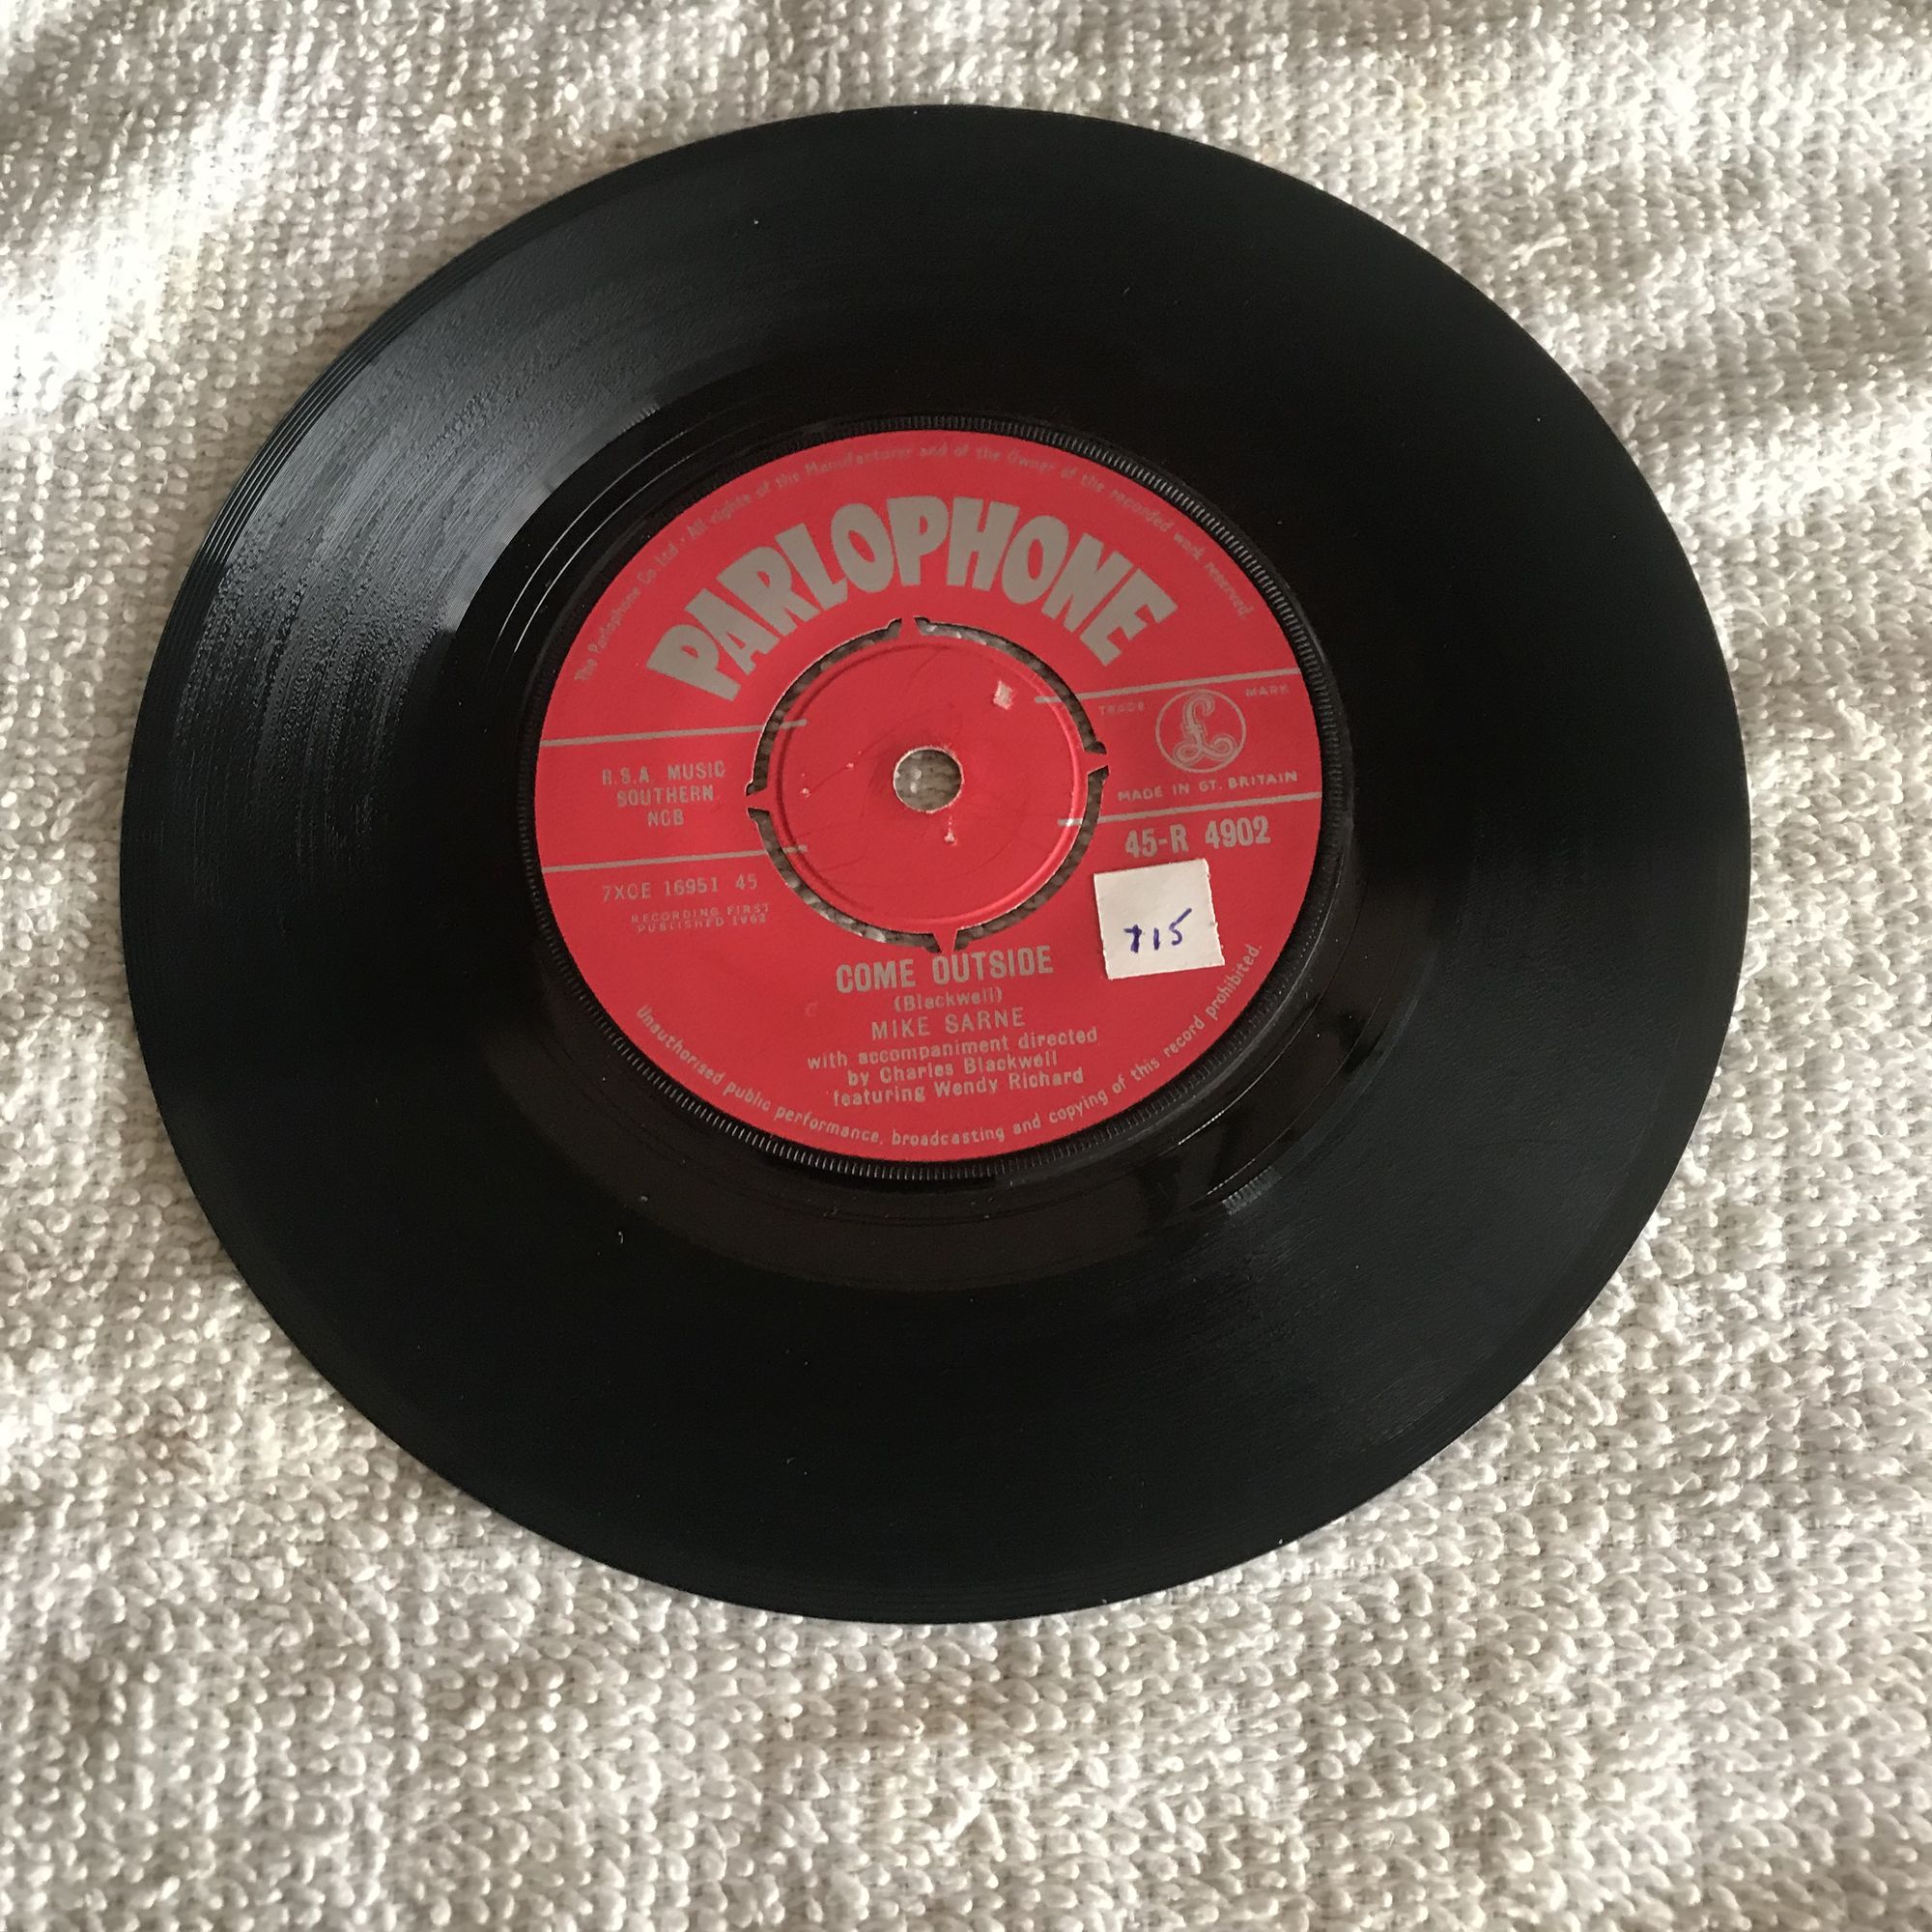 The Parlophone Co Ltd · All rights of this Manufacturer and of the Owner of the recorded work reserved
PARLOPHONE
TRADE MARK
£
MADE IN GT. BRITAIN
R.S.A. MUSIC
SOUTHERN
NCB
45-R 4902
7XCE 16951 45
RECORDING FIRST
PUBLISHED 1962
715
COME OUTSIDE
(Blackwell)
MIKE SARNE
with accompaniment directed
by Charles Blackwell
featuring Wendy Richard
Unauthorised public performance, broadcasting and copying of this record prohibited.